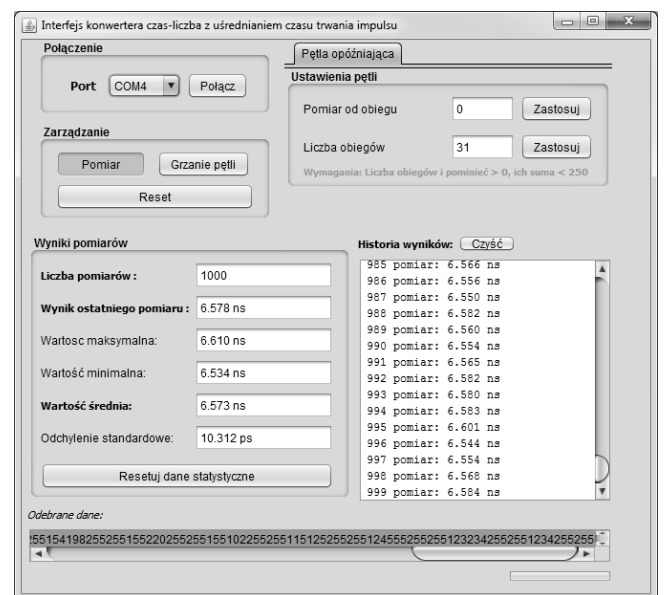 Interfejs konwertera czas-liczba z uśrednianiem czasu trwania impulsu
Połączenie
Port COM4 Połącz
Zarządzanie
Pomiar Grzanie pętli
Reset
Pętla opóźniająca
Ustawienia pętli
Pomiar od obiegu 0 Zastosuj
Liczba obiegów 31 Zastosuj
Wymagania: Liczba obiegów i pominieć > 0, ich suma < 250
Wyniki pomiarów
Liczba pomiarów : 1000
Wynik ostatniego pomiaru : 6.578 ns
Wartosc maksymalna: 6.610 ns
Wartość minimalna: 6.534 ns
Wartość średnia: 6.573 ns
Odchylenie standardowe: 10.312 ps
Resetuj dane statystyczne
Historia wyników: Czyść
985 pomiar: 6.566 ns
986 pomiar: 6.556 ns
987 pomiar: 6.550 ns
988 pomiar: 6.582 ns
989 pomiar: 6.560 ns
990 pomiar: 6.554 ns
991 pomiar: 6.565 ns
992 pomiar: 6.582 ns
993 pomiar: 6.580 ns
994 pomiar: 6.583 ns
995 pomiar: 6.601 ns
996 pomiar: 6.544 ns
997 pomiar: 6.554 ns
998 pomiar: 6.568 ns
999 pomiar: 6.584 ns
Odebrane dane: